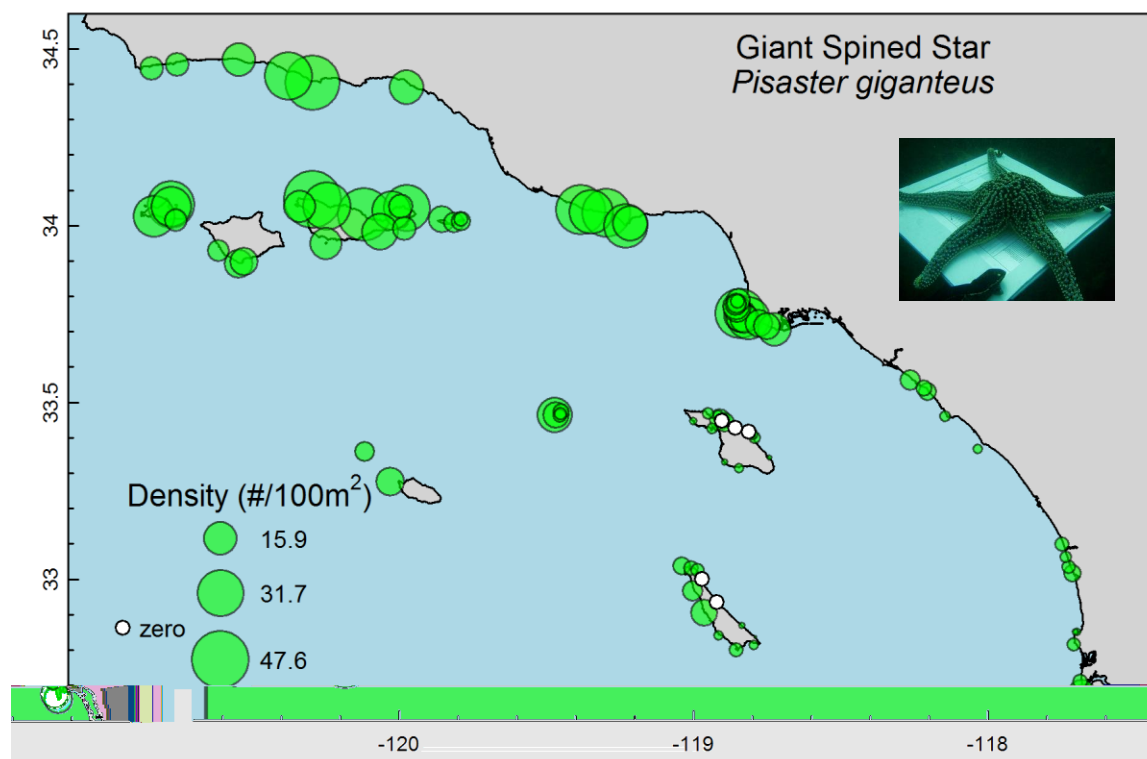 Giant Spined Star
Pisaster giganteus
34.5
34
33.5
33
Density (#/100m²)
15.9
31.7
zero
47.6
-120
-119
-118